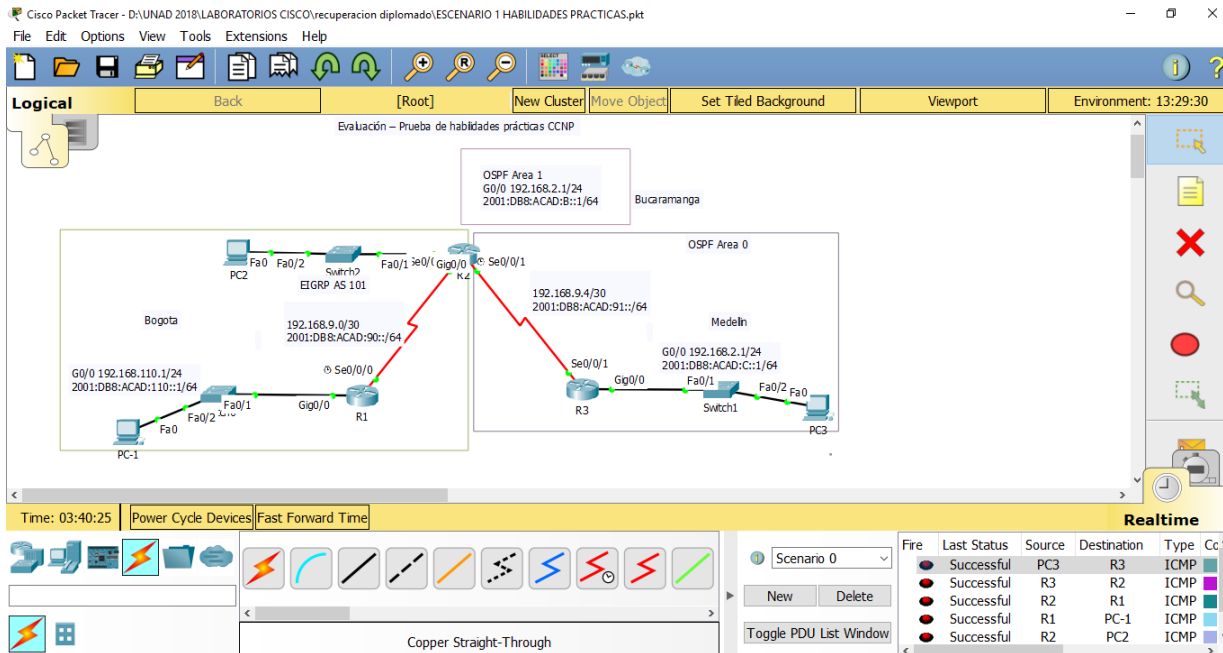 Cisco Packet Tracer - D:\UNAD 2018\LABORATORIOS CISCO\recuperacion diplomado\ESCENARIO 1 HABILIDADES PRACTICAS.pkt
File Edit Options View Tools Extensions Help
Logical
Back
[Root]
New Cluster
Move Object
Set Tiled Background
Viewport
Environment: 13:29:30
Evaluación – Prueba de habilidades prácticas CCNP
OSPF Area 1
G0/0 192.168.2.1/24
2001:DB8:ACAD:B::1/64
Bucaramanga
OSPF Area 0
PC2
Fa0
Fa0/2
Switch2
Fa0/1
Gig0/0
R2
Se0/0/1
EIGRP AS 101
192.168.9.4/30
2001:DB8:ACAD:91::/64
Bogota
192.168.9.0/30
2001:DB8:ACAD:90::/64
Medelin
G0/0 192.168.2.1/24
2001:DB8:ACAD:C::1/64
G0/0 192.168.110.1/24
2001:DB8:ACAD:110::1/64
Se0/0/0
Se0/0/1
Gig0/0
Fa0/1
Fa0/2
Fa0
Fa0/1
Gig0/0
R1
R3
Switch1
PC3
Fa0/2
Fa0
PC-1
Time: 03:40:25
Power Cycle Devices
Fast Forward Time
Realtime
Scenario 0
New
Delete
Toggle PDU List Window
Copper Straight-Through
Fire Last Status Source Destination Type
Successful PC3 R3 ICMP
Successful R3 R2 ICMP
Successful R2 R1 ICMP
Successful R1 PC-1 ICMP
Successful R2 PC2 ICMP